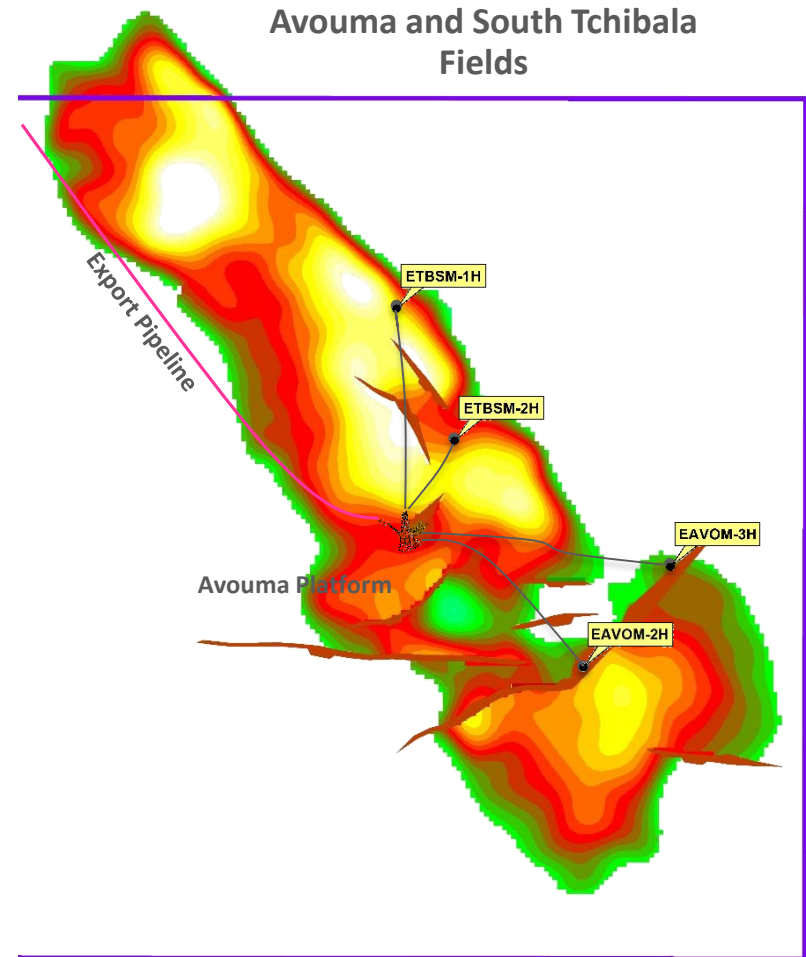 Avouma and South Tchibala
Fields
ETBSM-1H
Export Pipeline
ETBSM-2H
EAVOM-3H
Avouma Platform
EAVOM-2H